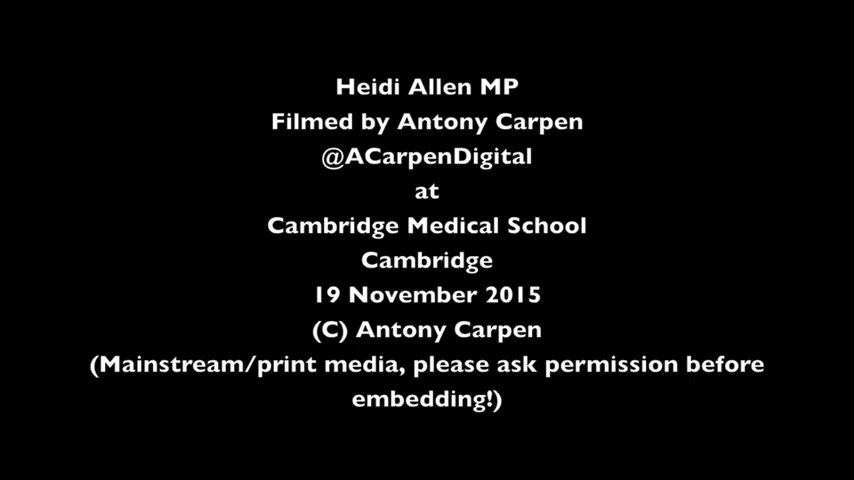 Heidi Allen MP
Filmed by Antony Carpen
@ACarpenDigital
at
Cambridge Medical School
Cambridge
19 November 2015
(C) Antony Carpen
(Mainstream/print media, please ask permission before
embedding!)